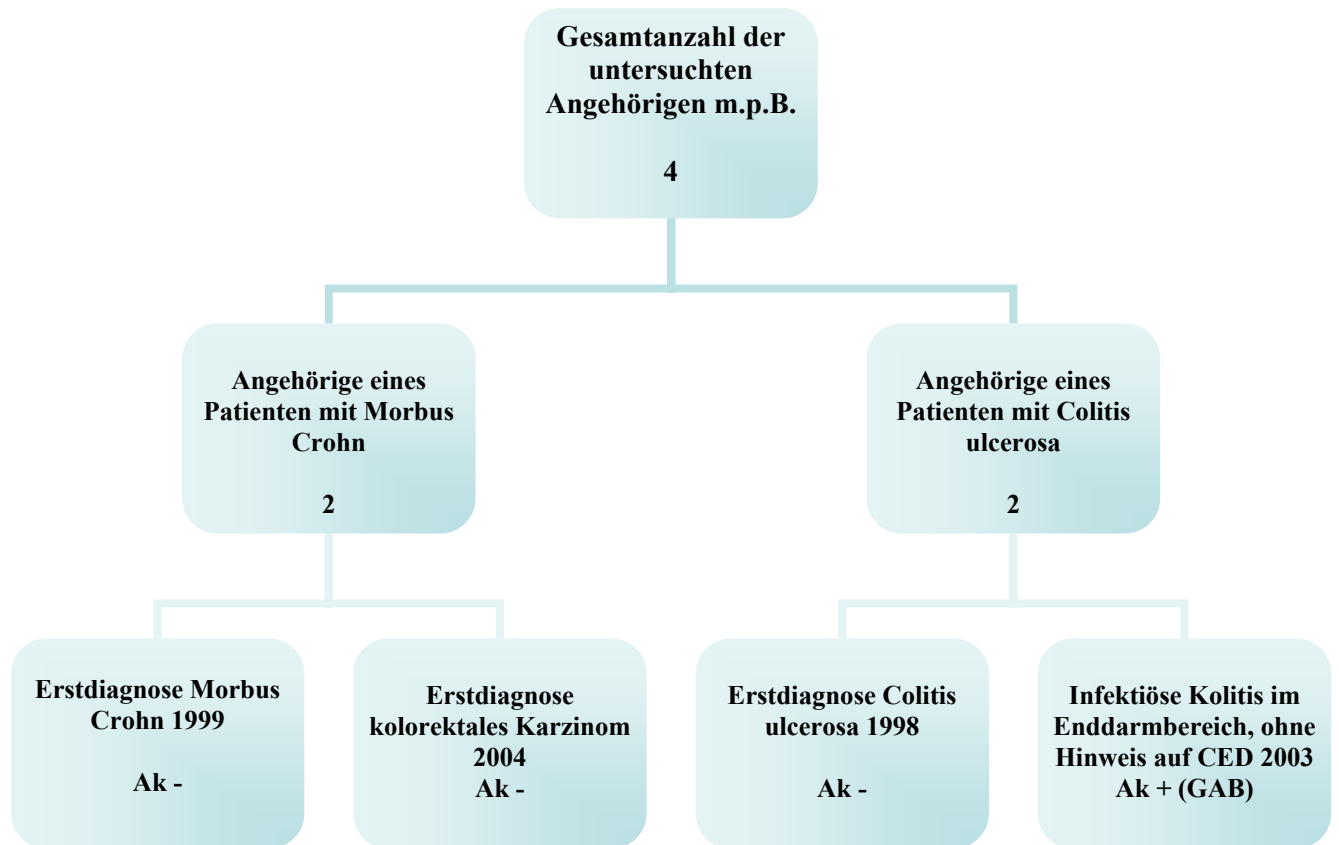 Gesamtanzahl der
untersuchten
Angehörigen m.p.B.
4
Angehörige eines
Patienten mit Morbus
Crohn
2
Angehörige eines
Patienten mit Colitis
ulcerosa
2
Erstdiagnose Morbus
Crohn 1999
Ak -
Erstdiagnose
kolorektales Karzinom
2004
Ak -
Erstdiagnose Colitis
ulcerosa 1998
Ak -
Infektiöse Kolitis im
Enddarmbereich, ohne
Hinweis auf CED 2003
Ak + (GAB)